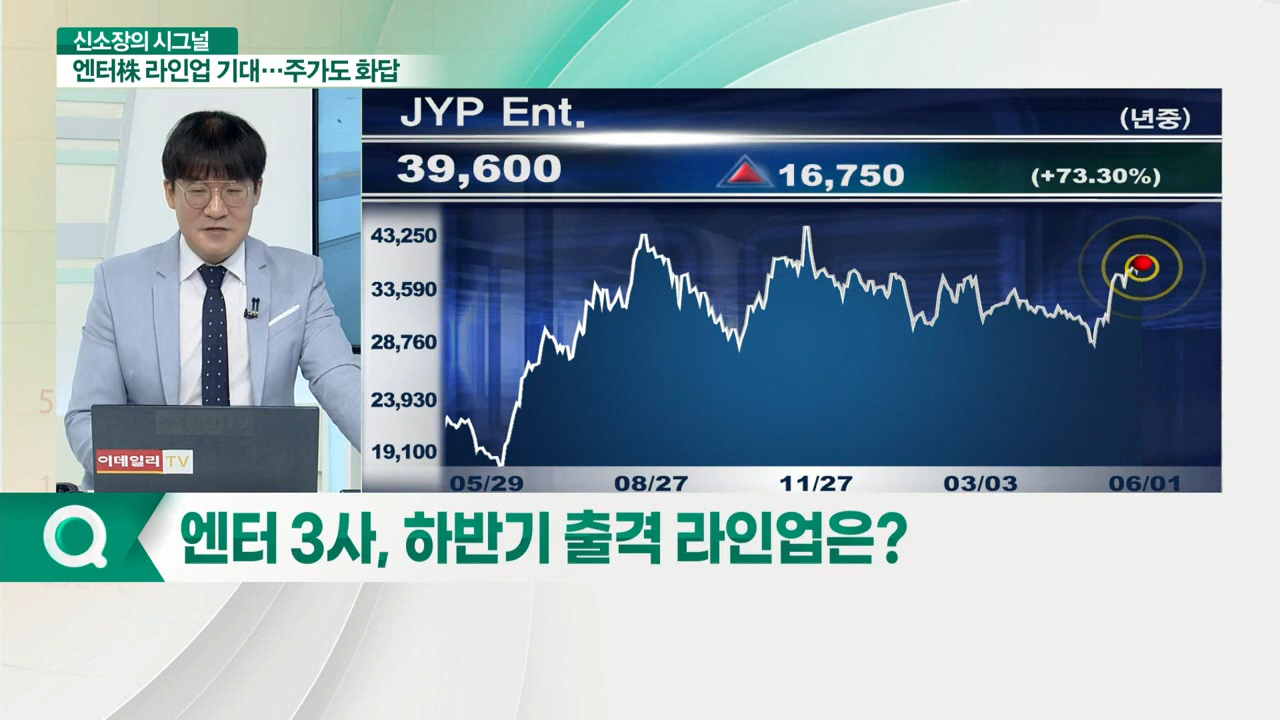 신소장의 시그널
엔터株 라인업 기대…주가도 화답
JYP Ent.
(년중)
39,600
16,750
(+73.30%)
43,250
33,590
28,760
23,930
19,100
05/29
08/27
11/27
03/03
06/01
이데일리 TV
엔터 3사, 하반기 출격 라인업은?